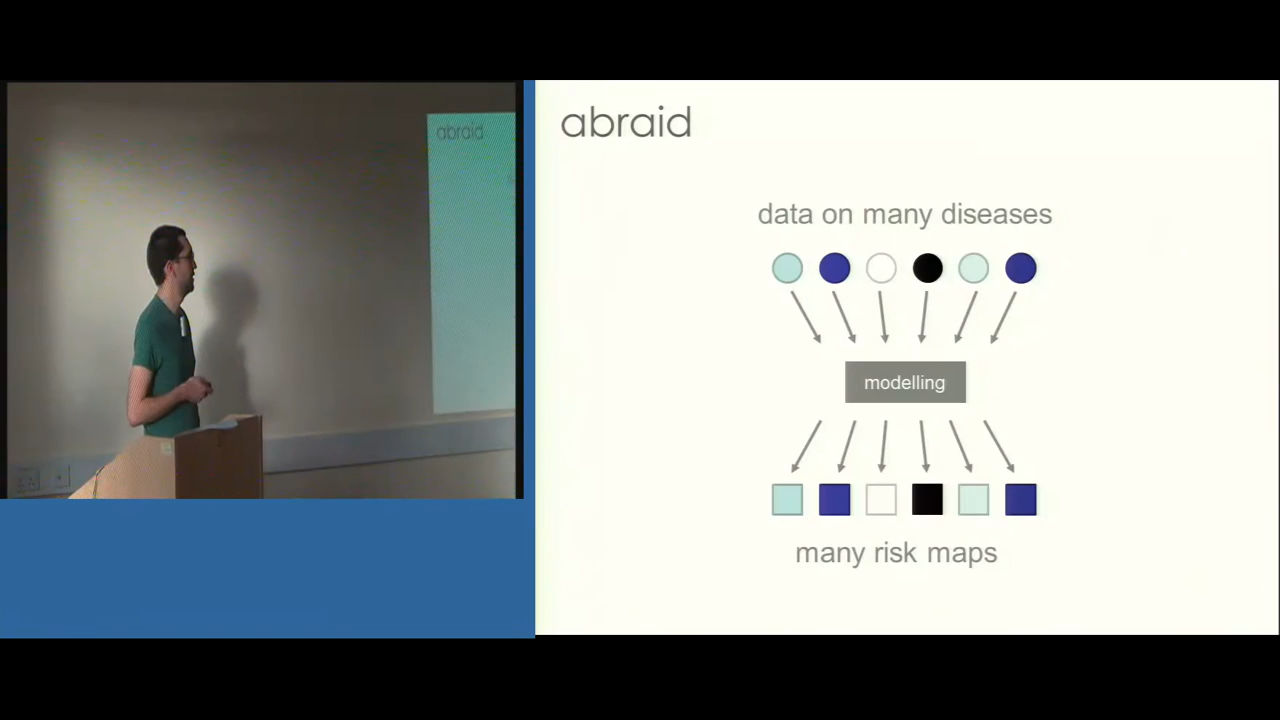 abraid
abraid
data on many diseases
modelling
many risk maps